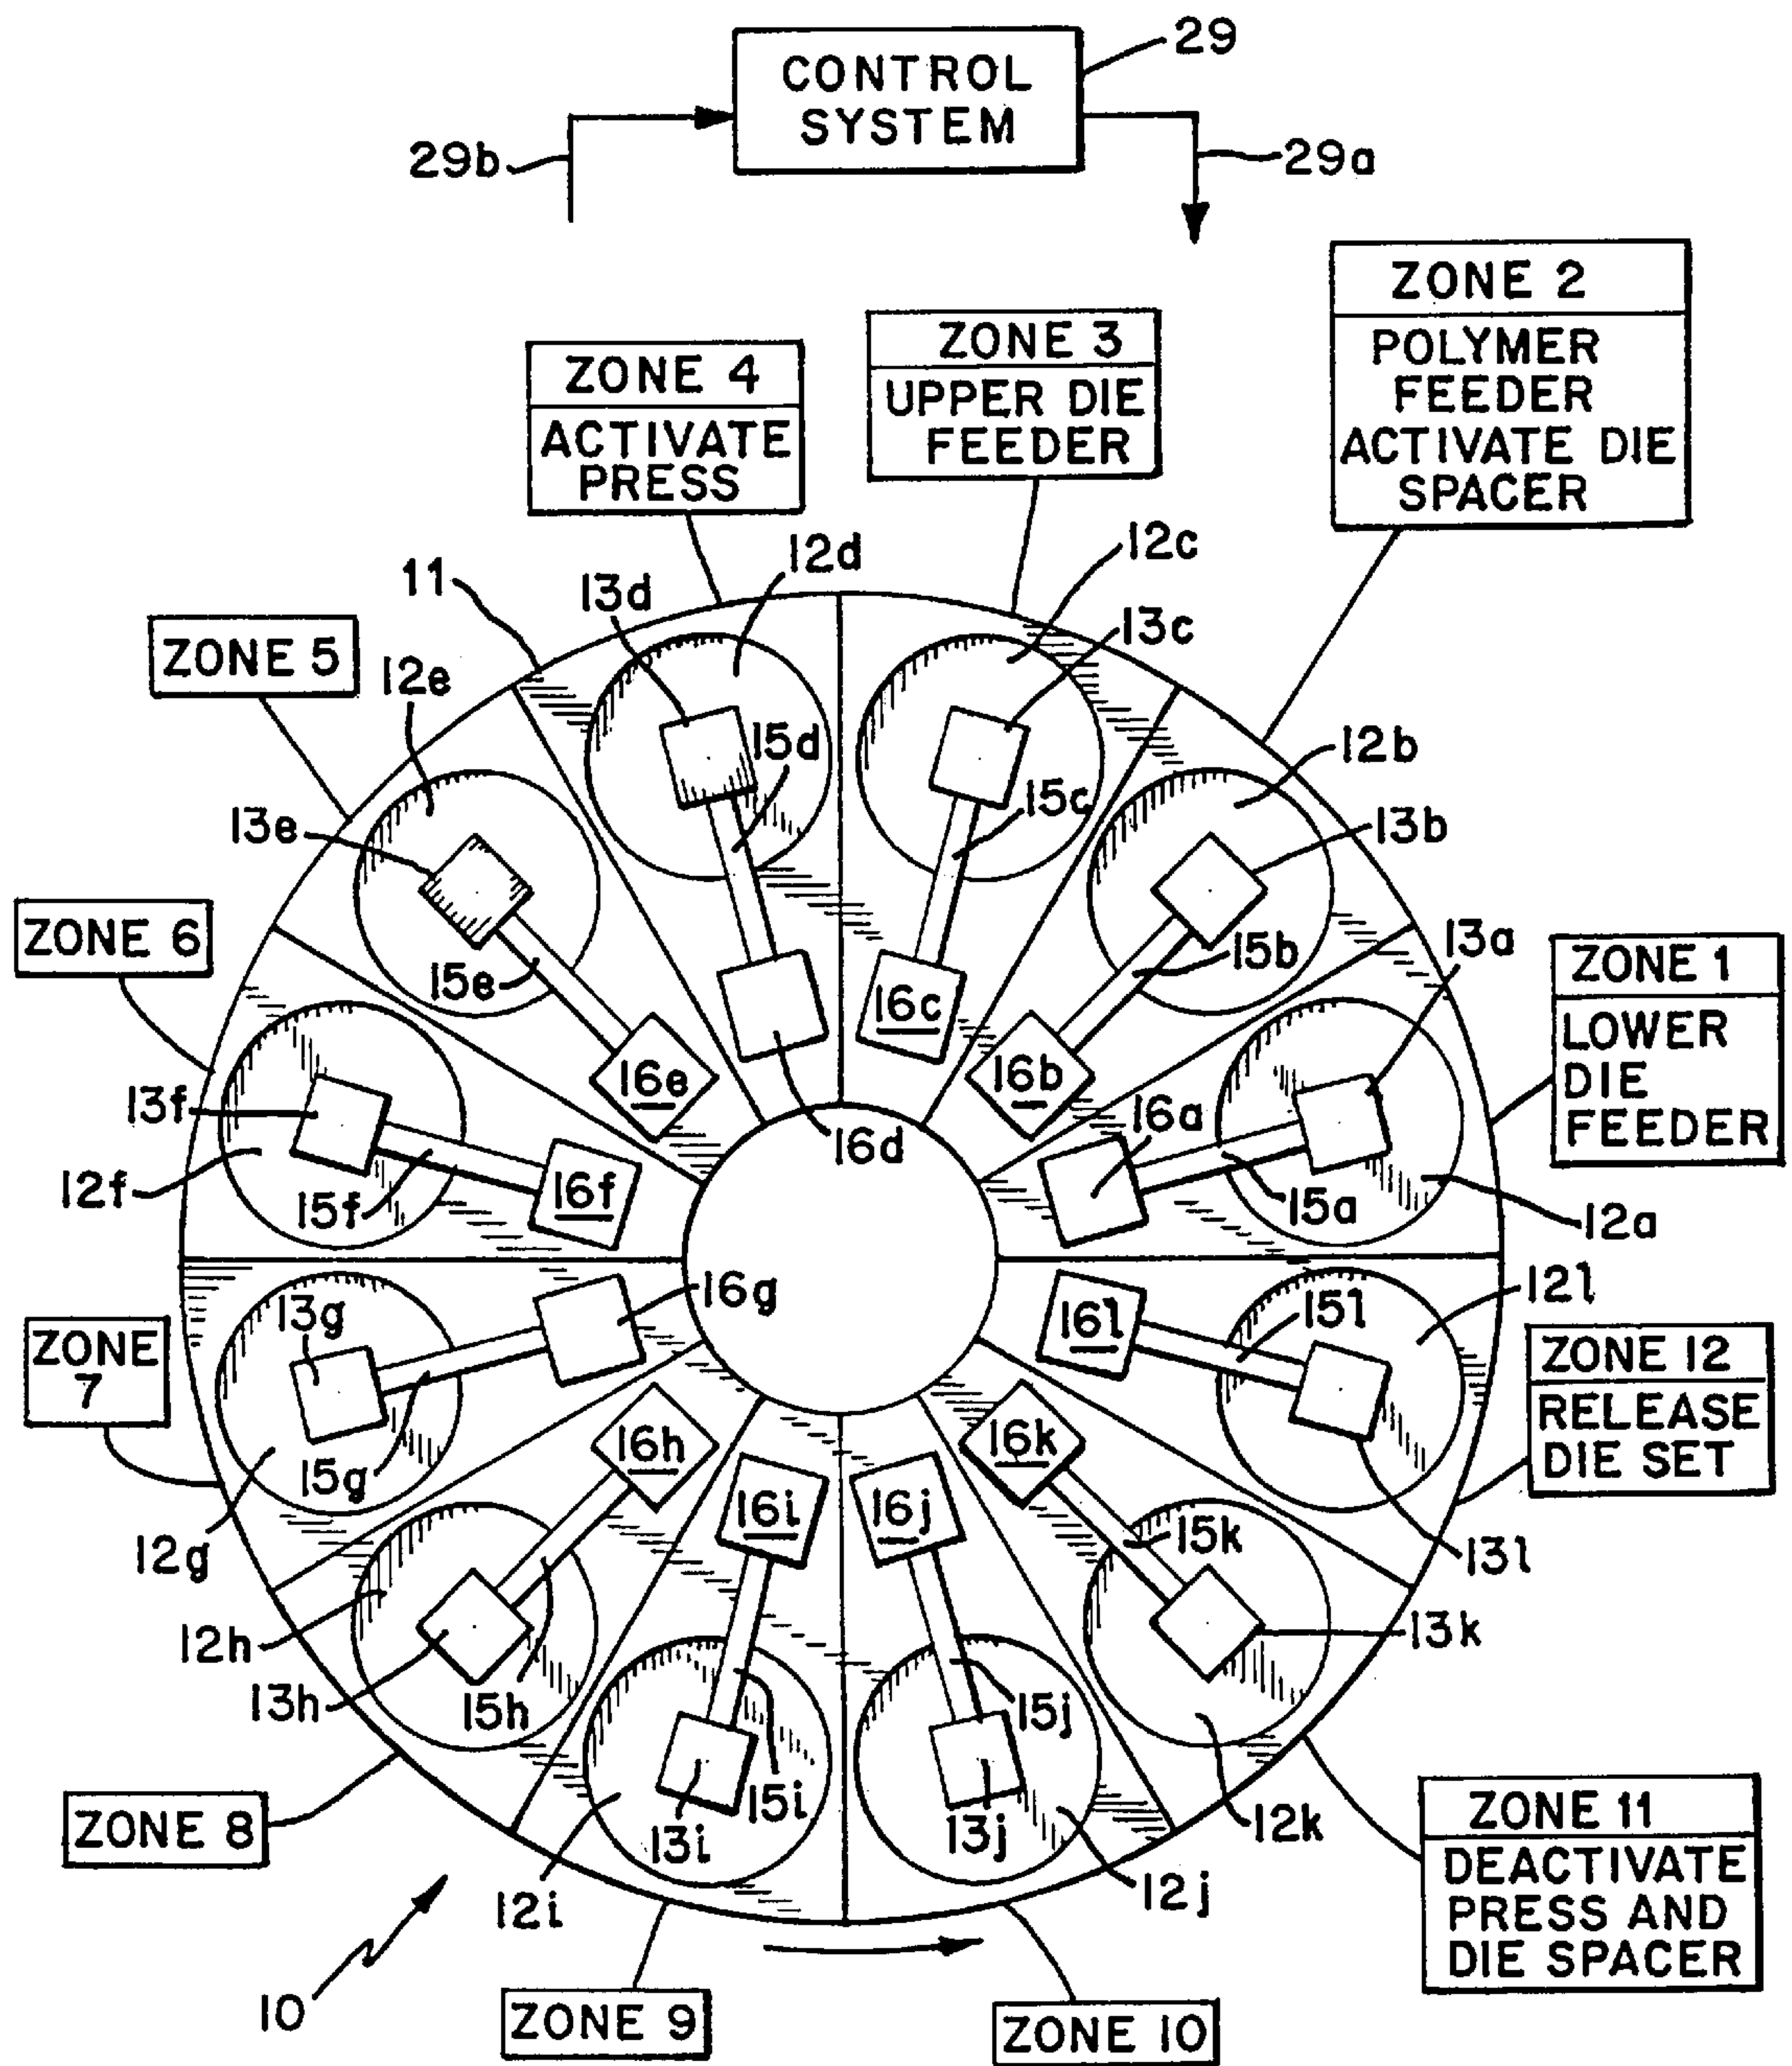 29
CONTROL
SYSTEM
29b
29a
ZONE 2
POLYMER
FEEDER
ACTIVATE DIE
SPACER
ZONE 3
UPPER DIE
FEEDER
ZONE 4
ACTIVATE
PRESS
12d
12c
11
13d
13c
ZONE 5
12e
15d
12b
15c
13e
13b
ZONE 6
13a
15b
15e
16c
ZONE 1
LOWER
DIE
FEEDER
16e
16b
13f
16a
16d
12f
16f
15f
15a
12a
16g
12l
13g
16l
15l
ZONE
7
ZONE 12
RELEASE
DIE SET
16h
16k
15g
16i
16j
15k
12g
13l
12h
13k
13h
15h
15j
15i
ZONE 8
13i
13j
12k
ZONE 11
DEACTIVATE
PRESS AND
DIE SPACER
12i
12j
10
ZONE 9
ZONE 10